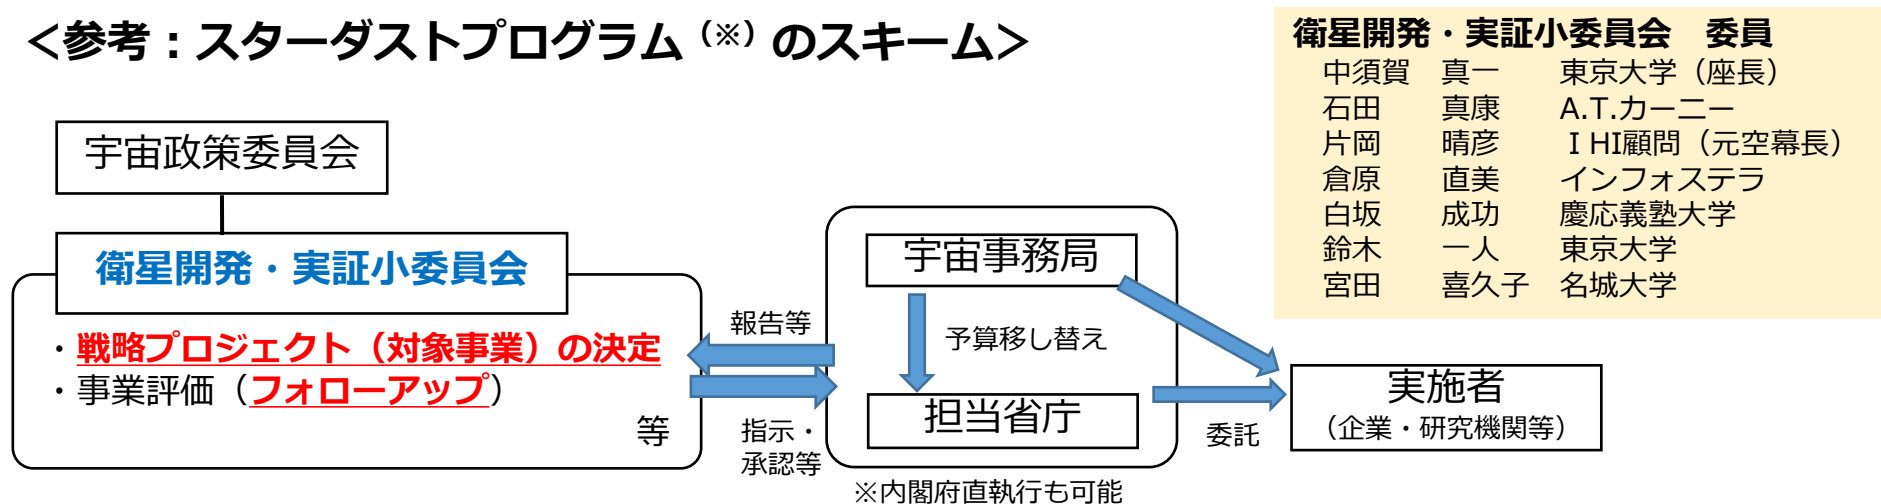 <参考：スターダストプログラム（※）のスキーム>
衛星開発・実証小委員会　委員
中須賀　真一　東京大学（座長）
石田　真康　A.T.カーニー
片岡　晴彦　ＩHI顧問（元空幕長）
倉原　直美　インフォステラ
白坂　成功　慶応義塾大学
鈴木　一人　東京大学
宮田　喜久子　名城大学
宇宙政策委員会
衛星開発・実証小委員会
・戦略プロジェクト（対象事業）の決定
・事業評価（フォローアップ）
等
報告等
指示・
承認等
宇宙事務局
予算移し替え
担当省庁
※内閣府直執行も可能
委託
実施者
（企業・研究機関等）